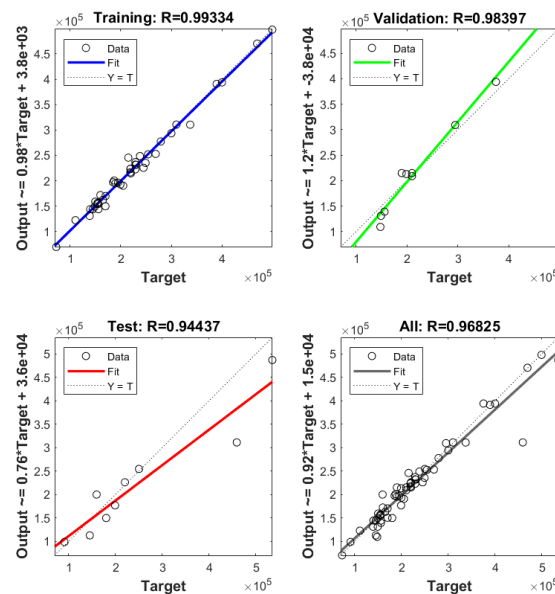 Training: R=0.99334
×10^5
Output ~= 0.98*Target + 3.8e+03
5
4.5
4
3.5
3
2.5
2
1.5
1
Data
Fit
Y = T
1 2 3 4 5
Target
×10^5
Validation: R=0.98397
×10^5
Output ~= 1.2*Target + -3.8e+04
4.5
4
3.5
3
2.5
2
1.5
1
Data
Fit
Y = T
1 2 3 4
Target
×10^5
Test: R=0.94437
×10^5
Output ~= 0.76*Target + 3.6e+04
5
4.5
4
3.5
3
2.5
2
1.5
1
Data
Fit
Y = T
1 2 3 4 5
Target
×10^5
All: R=0.96825
×10^5
Output ~= 0.92*Target + 1.5e+04
5
4.5
4
3.5
3
2.5
2
1.5
1
Data
Fit
Y = T
1 2 3 4 5
Target
×10^5